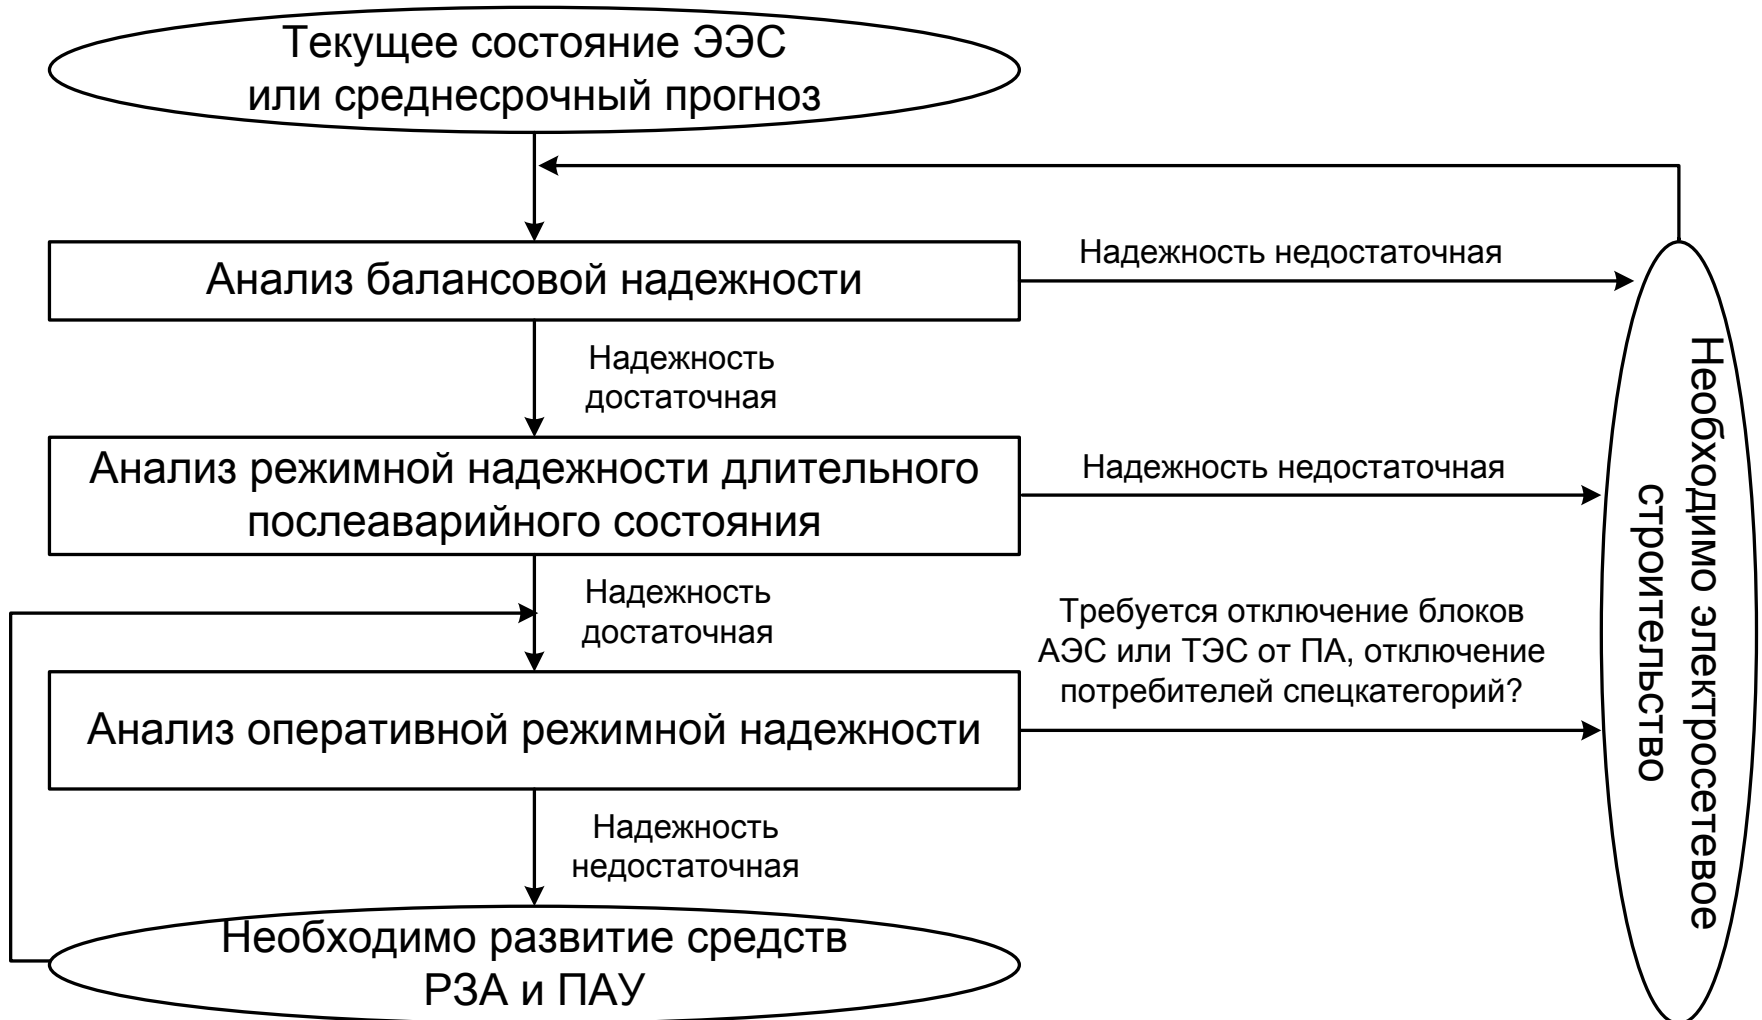 Текущее состояние ЭЭС
или среднесрочный прогноз
Анализ балансовой надежности
Надежность недостаточная
Надежность
достаточная
Анализ режимной надежности длительного
послеаварийного состояния
Надежность недостаточная
Надежность
достаточная
Требуется отключение блоков
АЭС или ТЭС от ПА, отключение
потребителей спецкатегорий?
Анализ оперативной режимной надежности
Надежность
недостаточная
Необходимо развитие средств
РЗА и ПАУ
Необходимо электросетевое
строительство